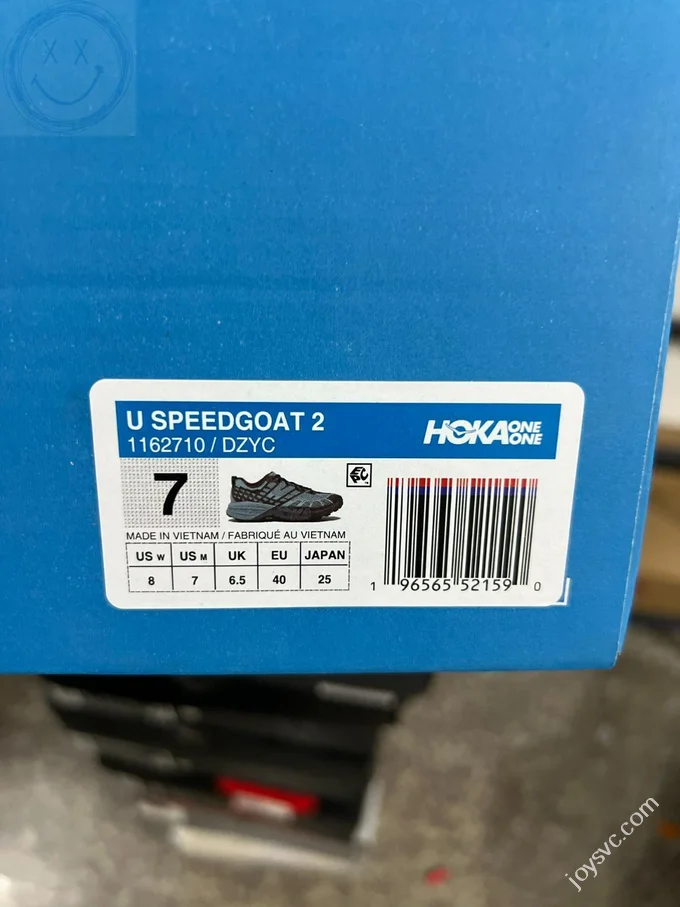 U SPEEDGOAT 2
1162710 / DZYC
HOKA ONE ONE
7
MADE IN VIETNAM / FABRIQUÉ AU VIETNAM
US W US M UK EU JAPAN
8 7 6.5 40 25
1 96565 52159 0
joysvc.com